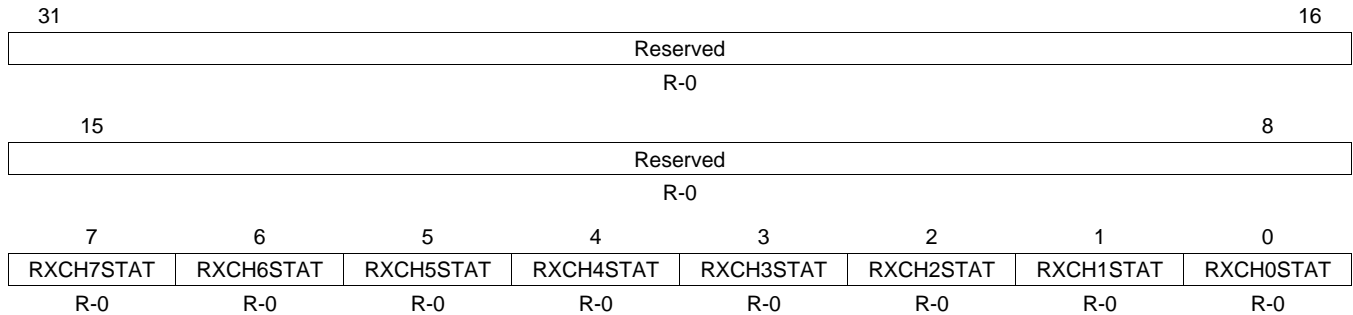 31 16
Reserved
R-0
15 8
Reserved
R-0
7 6 5 4 3 2 1 0
RXCH7STAT RXCH6STAT RXCH5STAT RXCH4STAT RXCH3STAT RXCH2STAT RXCH1STAT RXCH0STAT
R-0 R-0 R-0 R-0 R-0 R-0 R-0 R-0